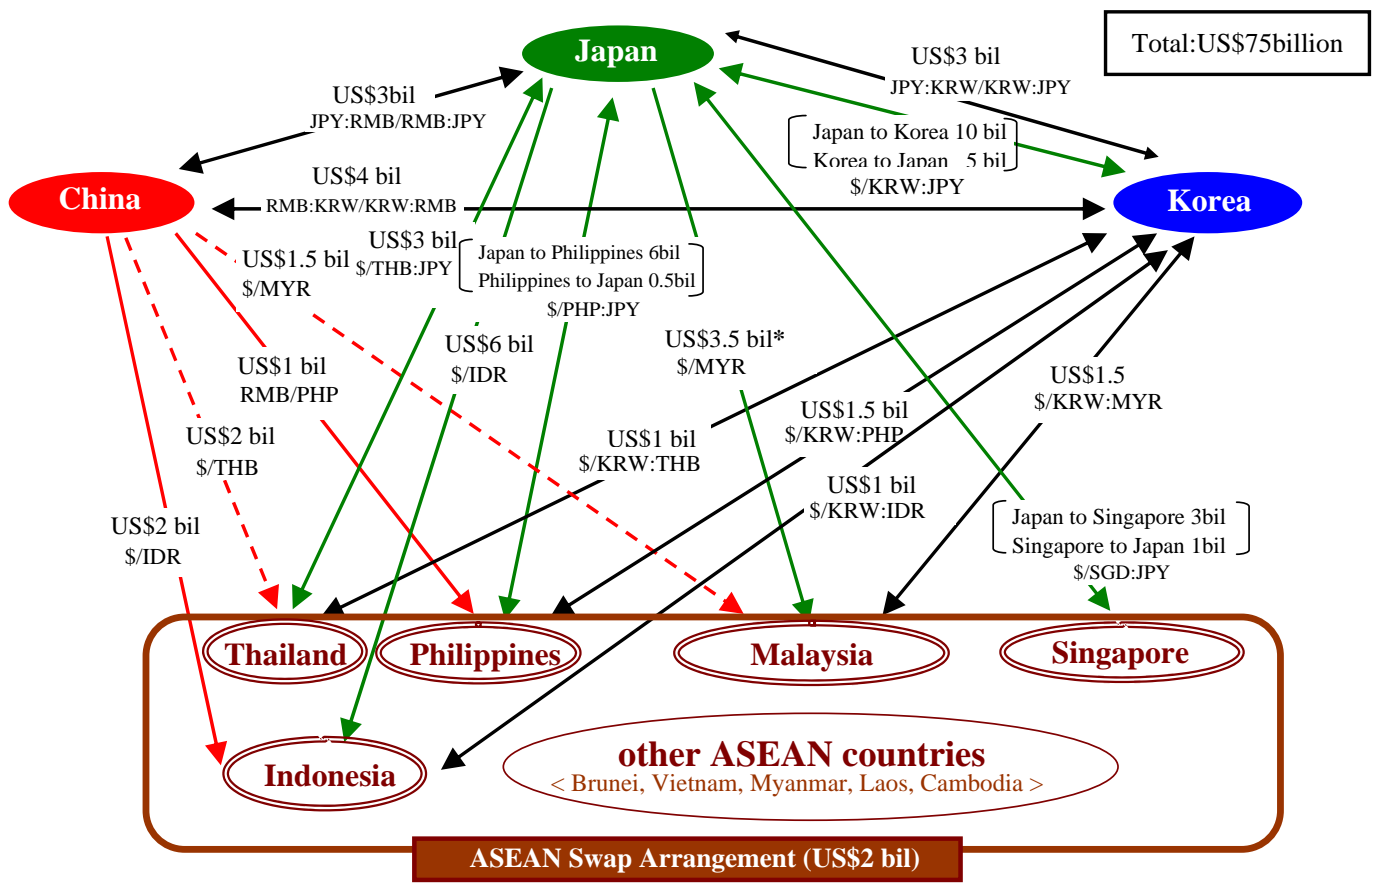 Japan
Total:US$75billion
US$3 bil
JPY:KRW/KRW:JPY
US$3bil
JPY:RMB/RMB:JPY
Japan to Korea 10 bil
Korea to Japan 5 bil
$/KRW:JPY
US$4 bil
RMB:KRW/KRW:RMB
China
Korea
US$3 bil
$/THB:JPY
Japan to Philippines 6bil
Philippines to Japan 0.5bil
$/PHP:JPY
US$1.5 bil
$/MYR
US$6 bil
$/IDR
US$3.5 bil*
$/MYR
US$1 bil
RMB/PHP
US$1.5
$/KRW:MYR
US$1.5 bil
$/KRW:PHP
US$2 bil
$/THB
US$1 bil
$/KRW:THB
US$1 bil
$/KRW:IDR
US$2 bil
$/IDR
Japan to Singapore 3bil
Singapore to Japan 1bil
$/SGD:JPY
Thailand
Philippines
Malaysia
Singapore
Indonesia
other ASEAN countries
< Brunei, Vietnam, Myanmar, Laos, Cambodia >
ASEAN Swap Arrangement (US$2 bil)